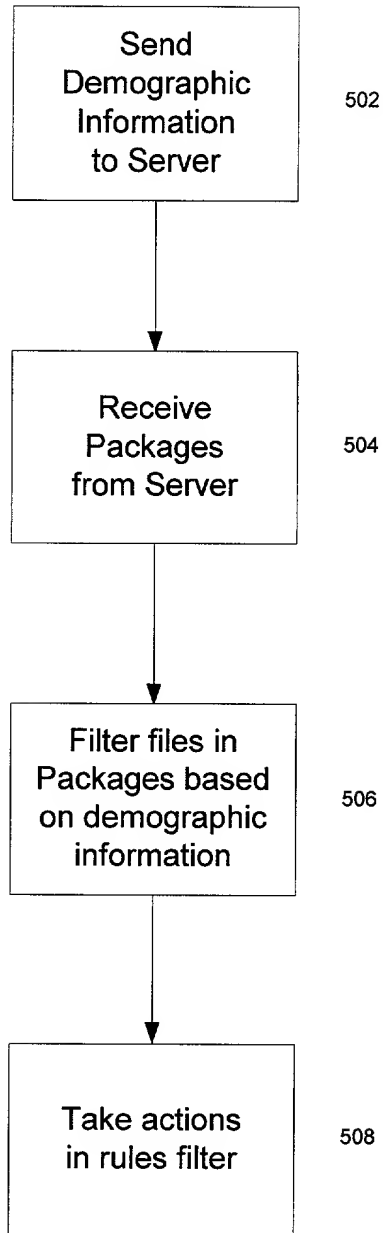 Send
Demographic
Information
to Server
502
Receive
Packages
from Server
504
Filter files in
Packages based
on demographic
information
506
Take actions
in rules filter
508